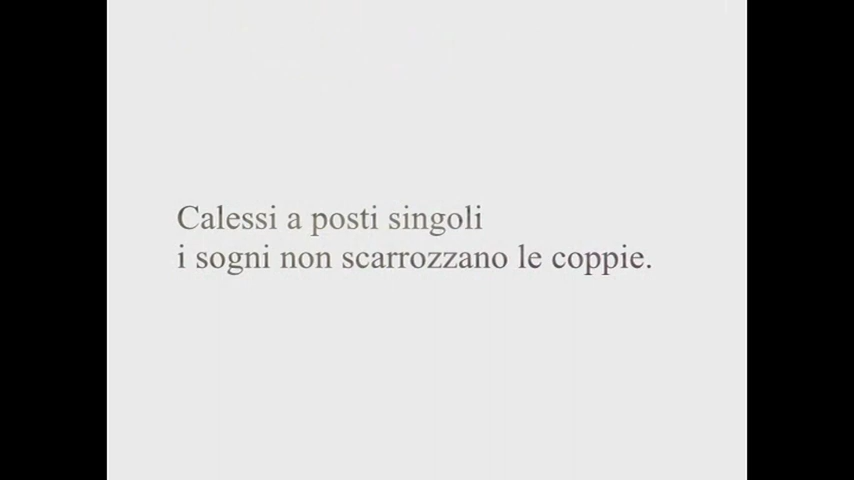 Calessi a posti singoli
i sogni non scarrozzano le coppie.